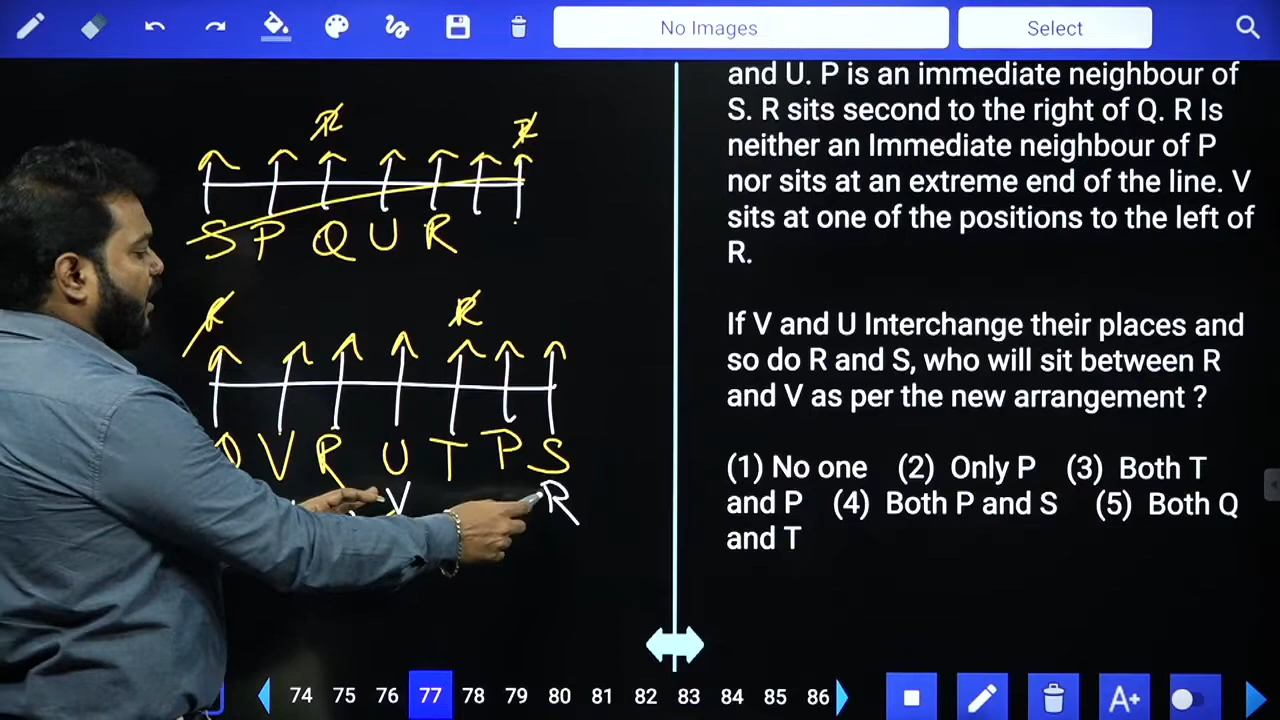 No Images
Select
and U. P is an immediate neighbour of
S. R sits second to the right of Q. R Is
neither an Immediate neighbour of P
nor sits at an extreme end of the line. V
sits at one of the positions to the left of
R.
If V and U Interchange their places and
so do R and S, who will sit between R
and V as per the new arrangement ?
(1) No one (2) Only P (3) Both T
and P (4) Both P and S (5) Both Q
and T
R R
S P Q U R
R R
Q V R U T P S
V R
74 75 76 77 78 79 80 81 82 83 84 85 86
A+